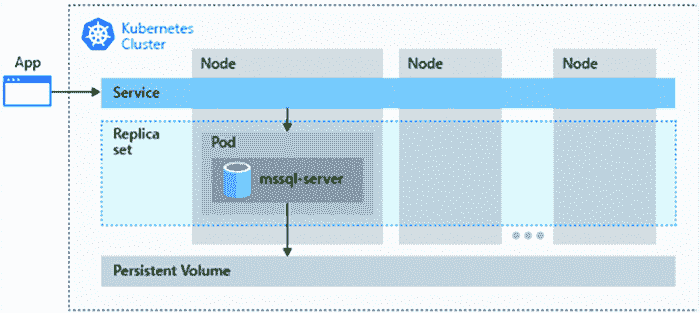 Kubernetes
Cluster
App
Node
Node
Node
Service
Replica
set
Pod
mssql-server
Persistent Volume